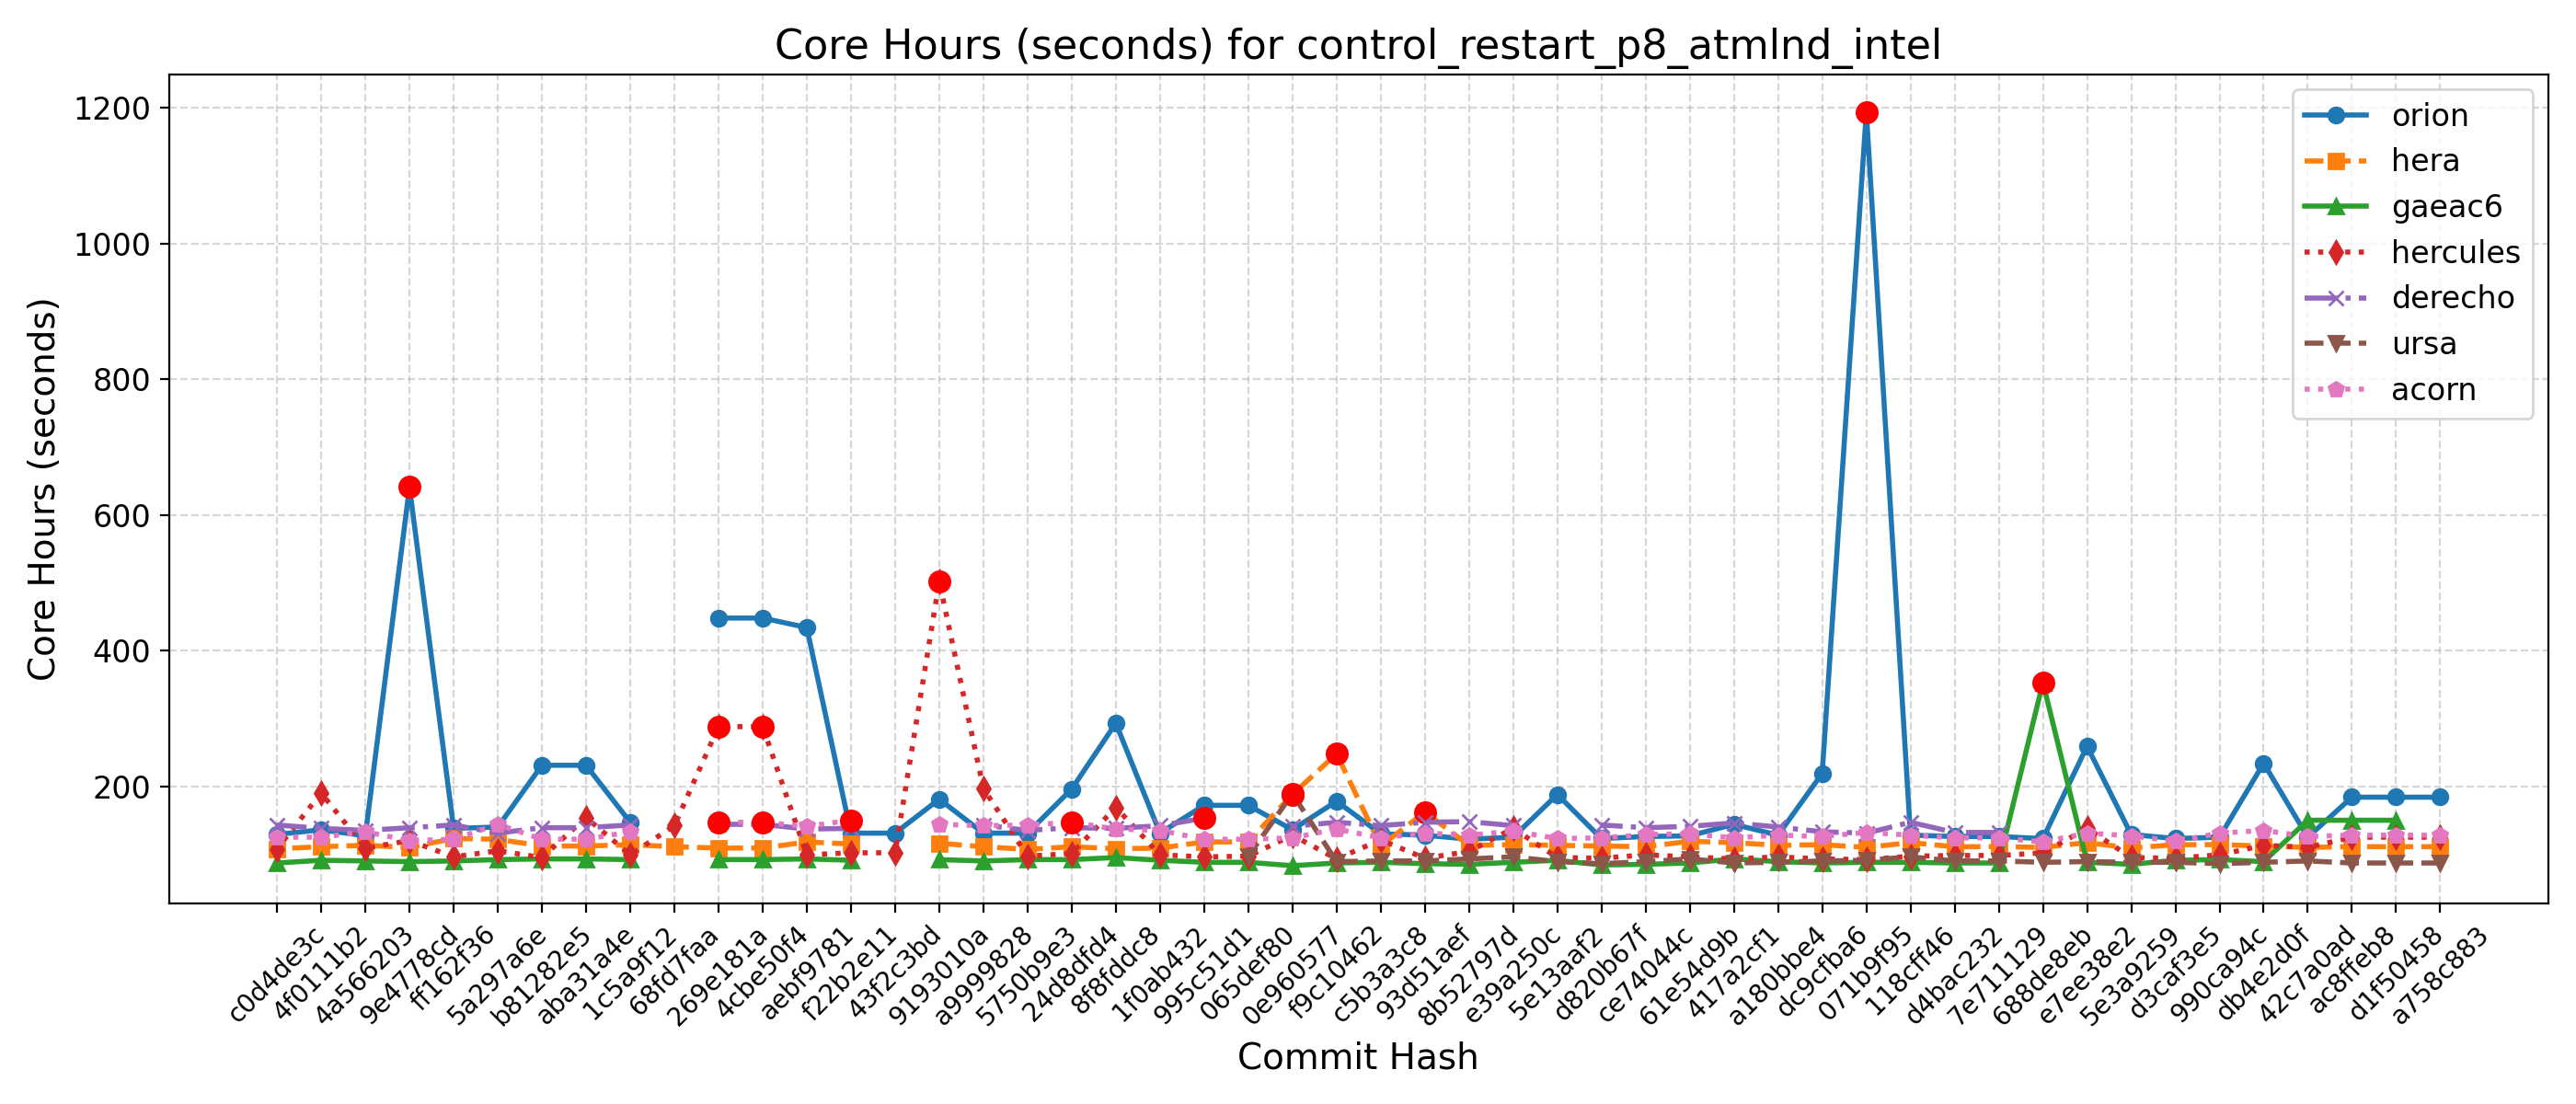 Core Hours (seconds) for control_restart_p8_atmlnd_intel
Core Hours (seconds)
1200
1000
800
600
400
200
orion
hera
gaeac6
hercules
derecho
ursa
acorn
c0d4de3c
4f0111b2
4a566203
9e4778cd
ff162f36
5a297a6e
b81282e5
aba31a4e
1c5a9f12
68fd7faa
269e181a
4cbe50f4
aebf9781
f22b2e11
43f2c3bd
9193010a
a9999828
5750b9e3
24d8dfd4
8f8fddc8
1f0ab432
995c51d1
065def80
0e960577
f9c10462
c5b3a3c8
93d51aef
8b52797d
e39a250c
5e13aaf2
d820b67f
ce74044c
61e54d9b
417a2cf1
a180bbe4
dc9cfba6
071b9f95
118cff46
d4bac232
7e711129
688de8eb
e7ee38e2
5e3a9259
d3caf3e5
990ca94c
db4e2d0f
42c7a0ad
ac8ffeb8
d1f50458
a758c883
Commit Hash